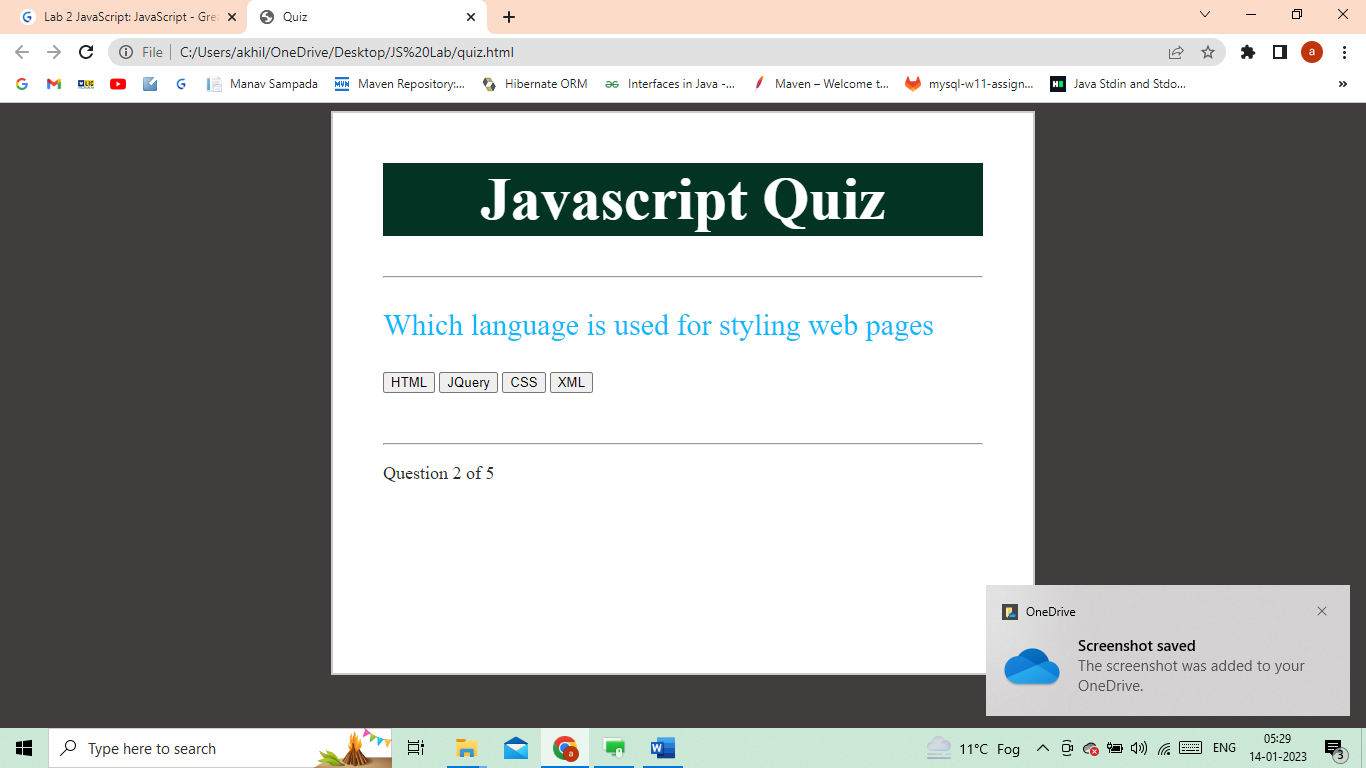 Lab 2 JavaScript: JavaScript - Gre
Quiz
File
C:/Users/akhil/OneDrive/Desktop/JS%20Lab/quiz.html
a
LIC
G
Manav Sampada
MVN
Maven Repository:...
Hibernate ORM
Interfaces in Java -...
Maven – Welcome t...
mysql-w11-assign...
H
Java Stdin and Stdo...
»
Javascript Quiz
Which language is used for styling web pages
HTML
JQuery
CSS
XML
Question 2 of 5
OneDrive
Screenshot saved
The screenshot was added to your
OneDrive.
Type here to search
a
W
11°C Fog
ENG
05:29
14-01-2023
3